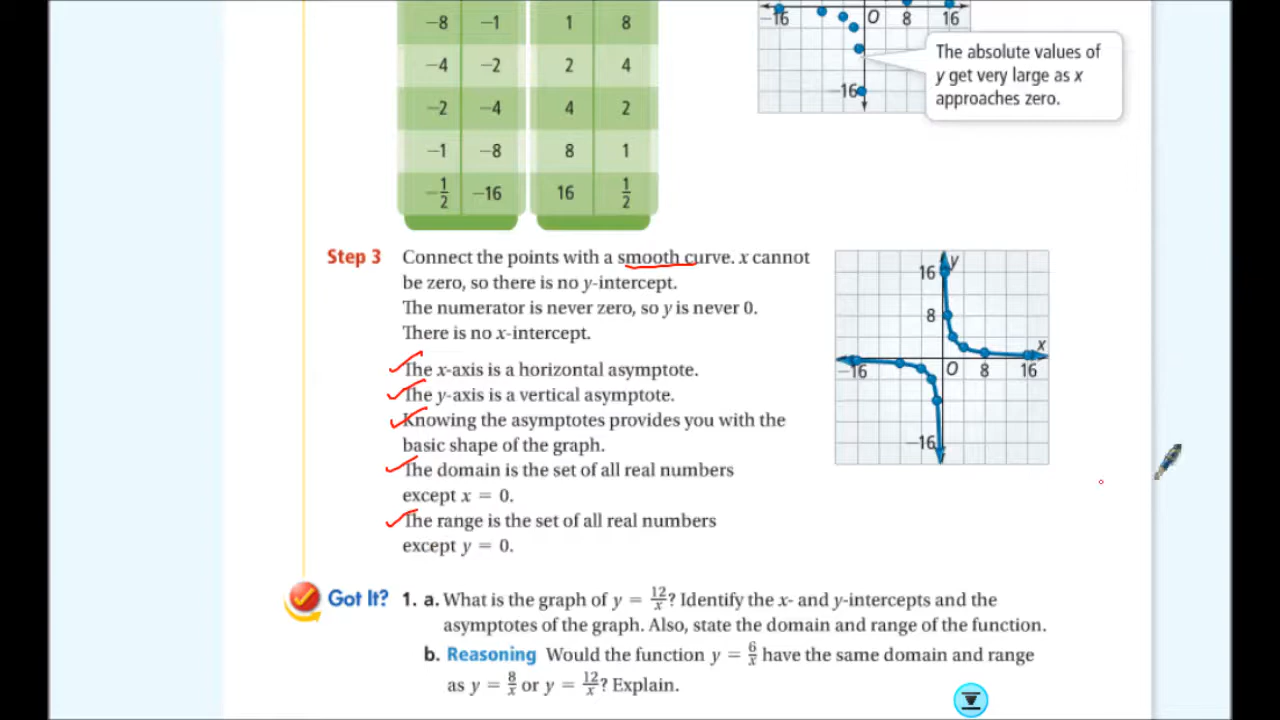 −8 −1 1 8
−4 −2 2 4
−2 −4 4 2
−1 −8 8 1
−1/2 −16 16 1/2
−16 O 8 16
−16
The absolute values of
y get very large as x
approaches zero.
Step 3 Connect the points with a smooth curve. x cannot
be zero, so there is no y-intercept.
The numerator is never zero, so y is never 0.
There is no x-intercept.
The x-axis is a horizontal asymptote.
The y-axis is a vertical asymptote.
Knowing the asymptotes provides you with the
basic shape of the graph.
The domain is the set of all real numbers
except x = 0.
The range is the set of all real numbers
except y = 0.
16 y
8
x
−16 O 8 16
−16
Got It? 1. a. What is the graph of y = 12/x? Identify the x- and y-intercepts and the
asymptotes of the graph. Also, state the domain and range of the function.
b. Reasoning Would the function y = 6/x have the same domain and range
as y = 8/x or y = 12/x? Explain.